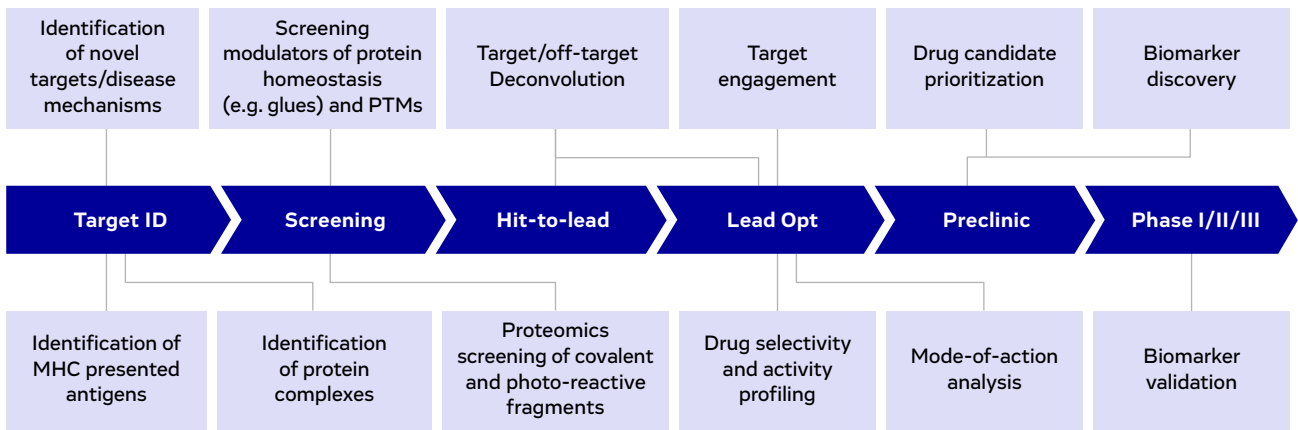 Identification
of novel
targets/disease
mechanisms
Screening
modulators of protein
homeostasis
(e.g. glues) and PTMs
Target/off-target
Deconvolution
Target
engagement
Drug candidate
prioritization
Biomarker
discovery
Target ID
Screening
Hit-to-lead
Lead Opt
Preclinic
Phase I/II/III
Identification of
MHC presented
antigens
Identification
of protein
complexes
Proteomics
screening of covalent
and photo-reactive
fragments
Drug selectivity
and activity
profiling
Mode-of-action
analysis
Biomarker
validation